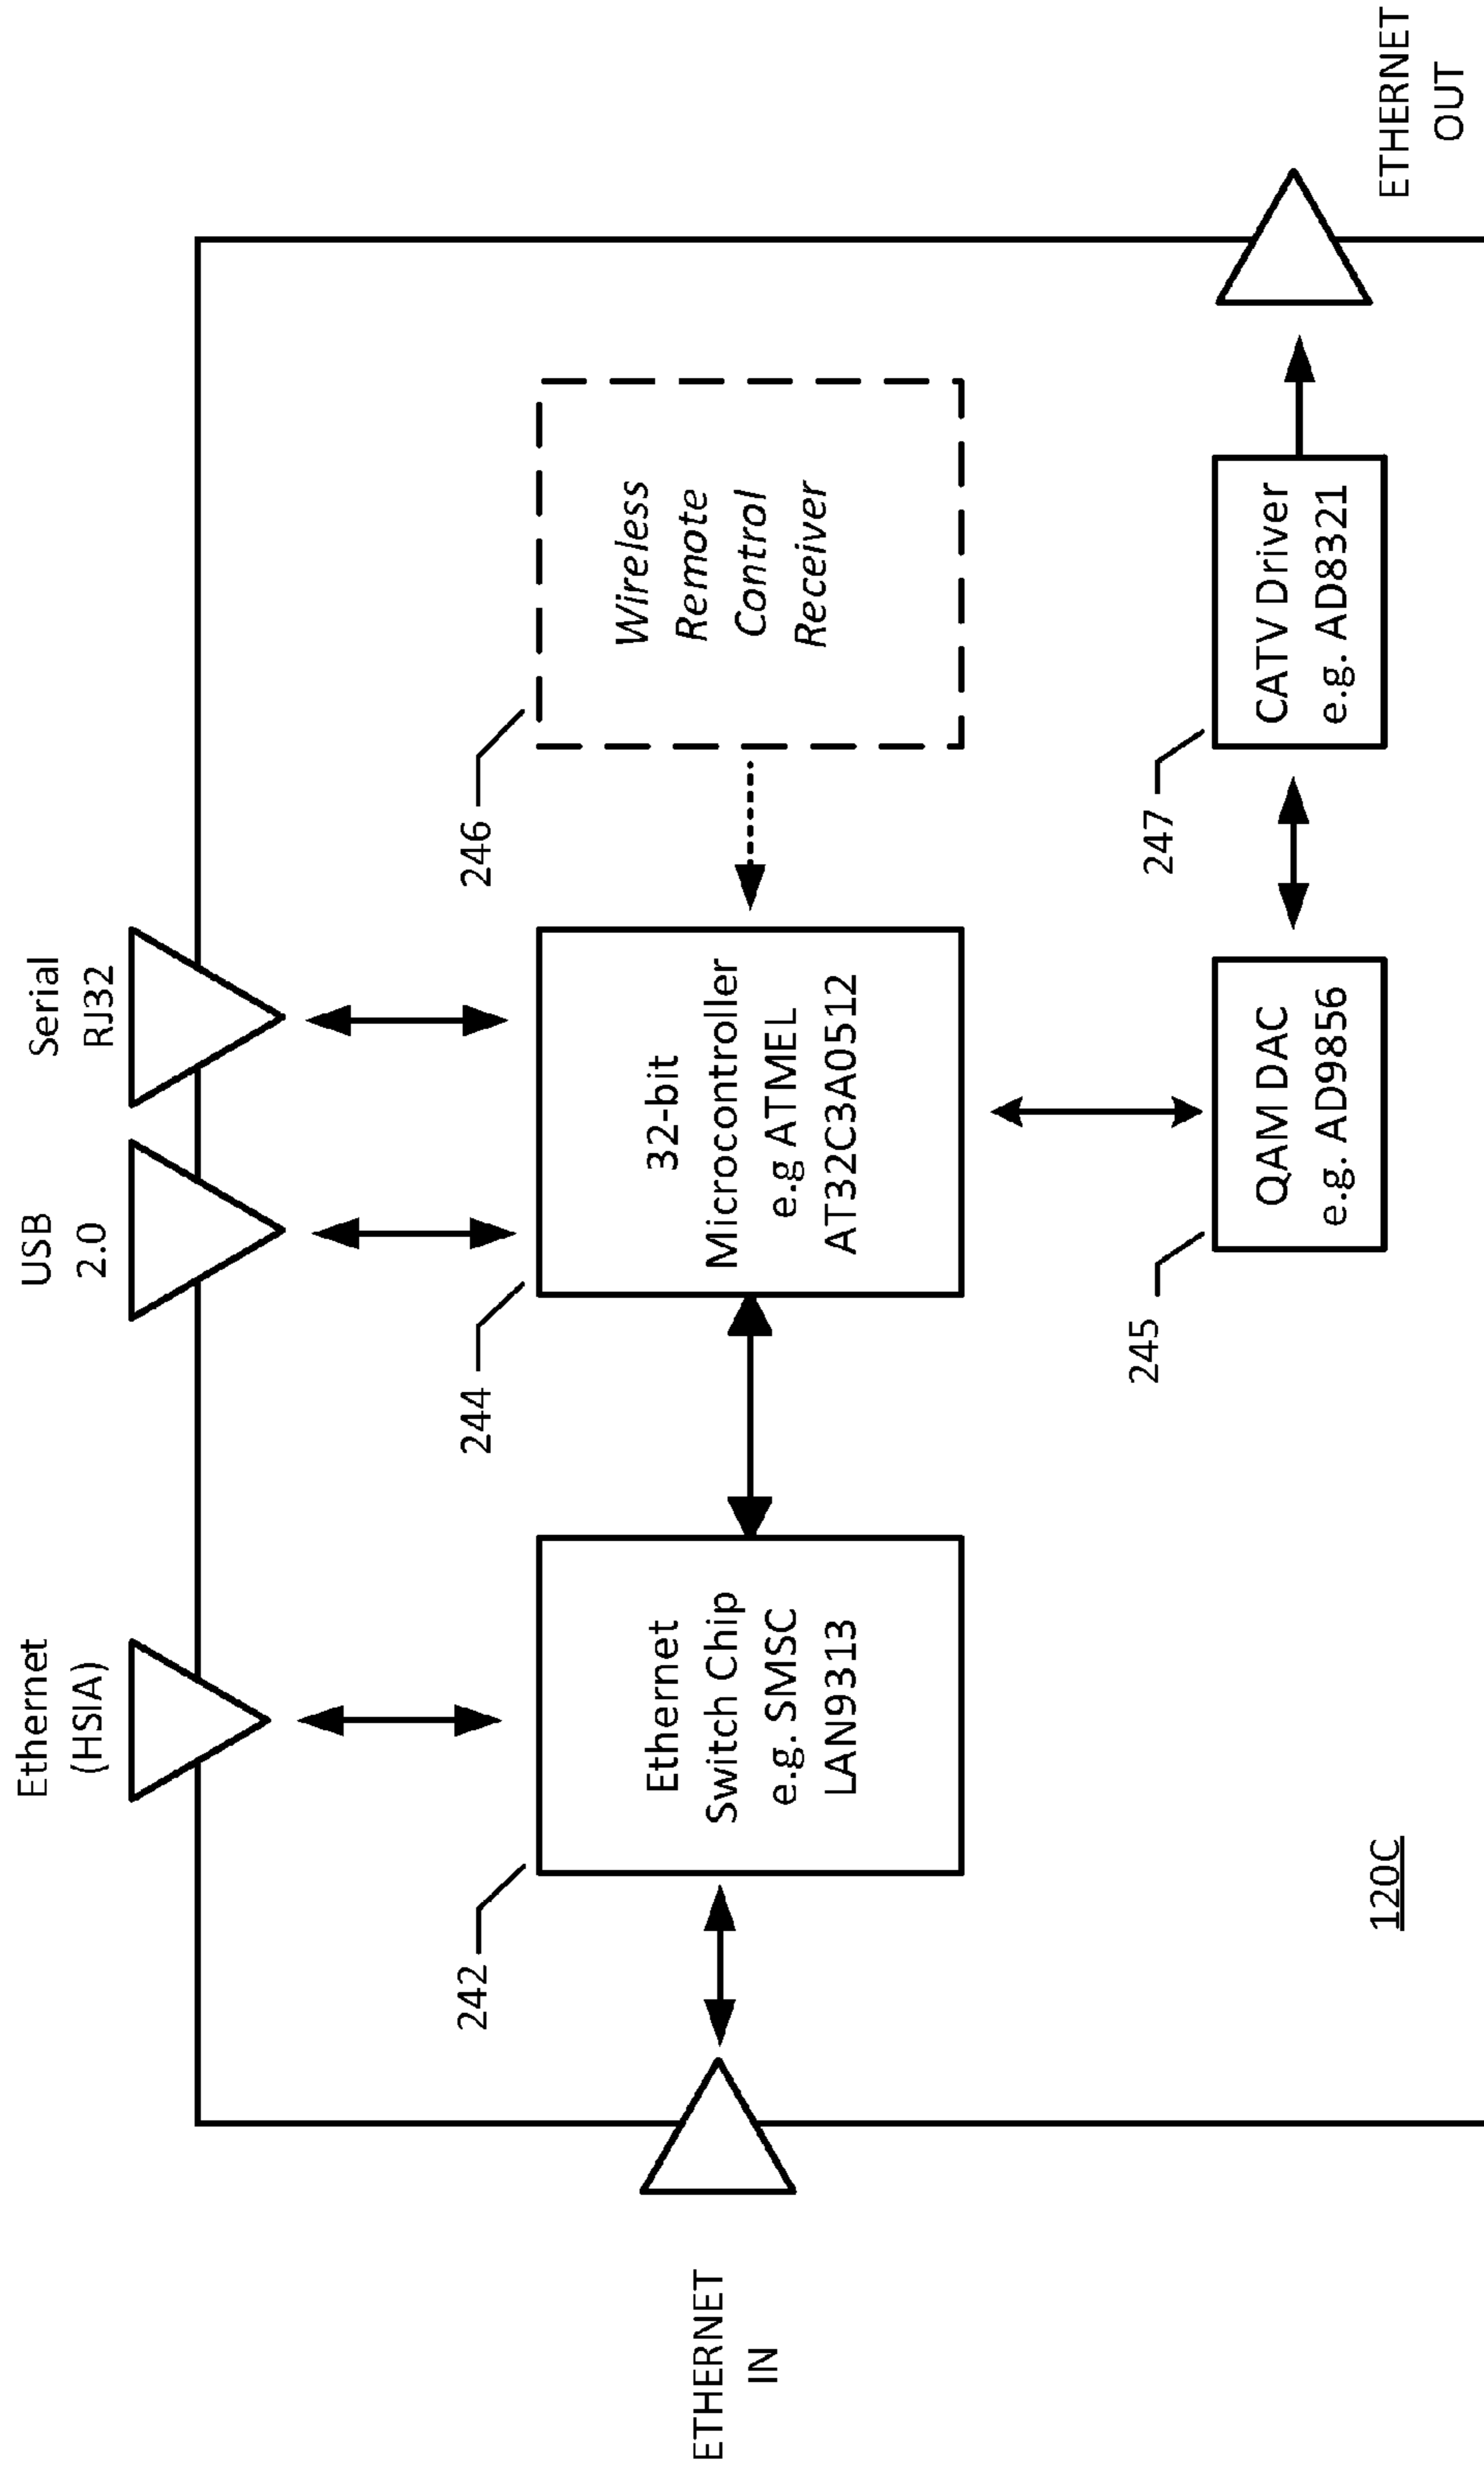 Ethernet
(HSIA)
USB
2.0
Serial
RJ32
242
244
246
ETHERNET
IN
Ethernet
Switch Chip
e.g. SMSC
LAN9313
32-bit
Microcontroller
e.g ATMEL
AT32C3A0512
Wireless
Remote
Control
Receiver
245
247
QAM DAC
e.g. AD9856
CATV Driver
e.g. AD8321
ETHERNET
OUT
120C